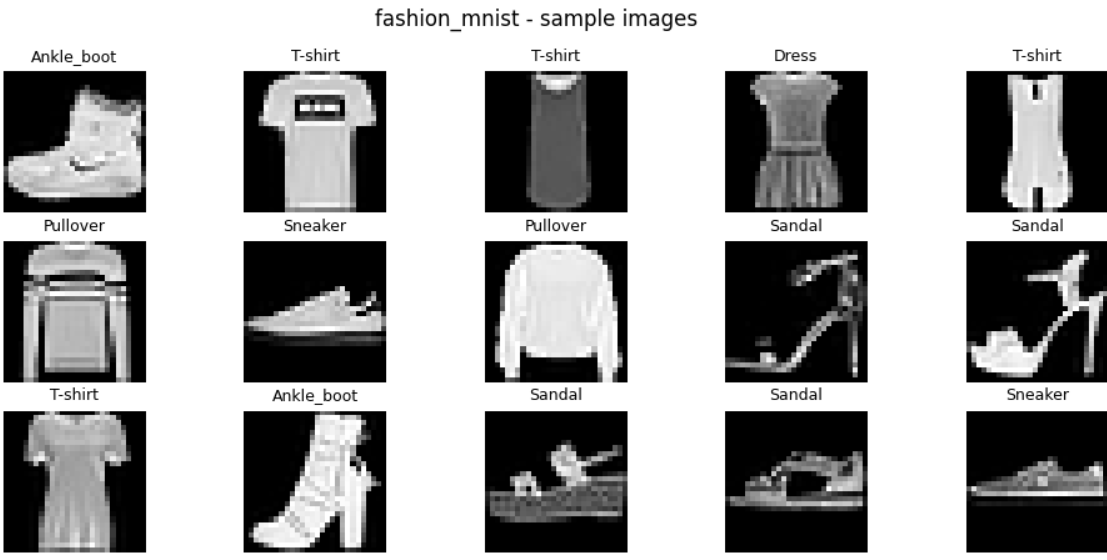 fashion_mnist - sample images
Ankle_boot T-shirt T-shirt Dress T-shirt
Pullover Sneaker Pullover Sandal Sandal
T-shirt Ankle_boot Sandal Sandal Sneaker